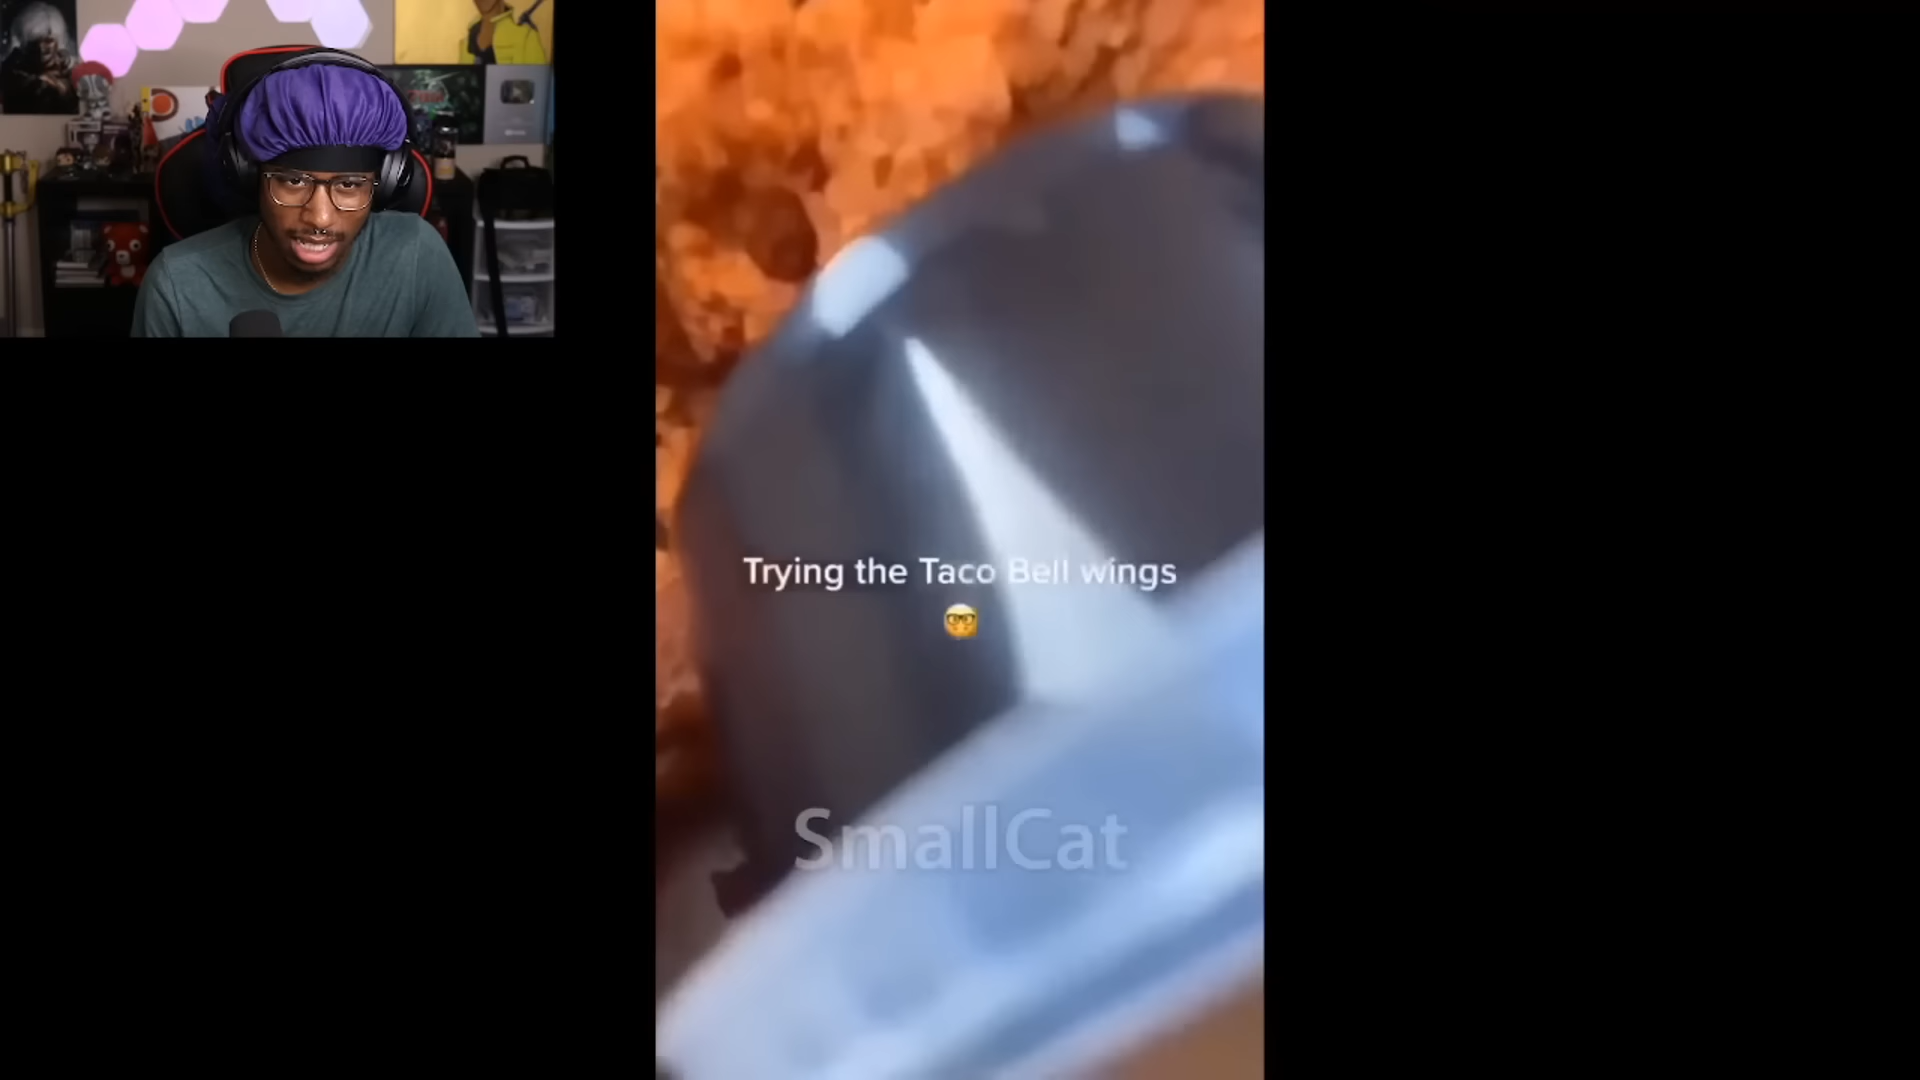 Trying the Taco Bell wings
🤓
SmallCat